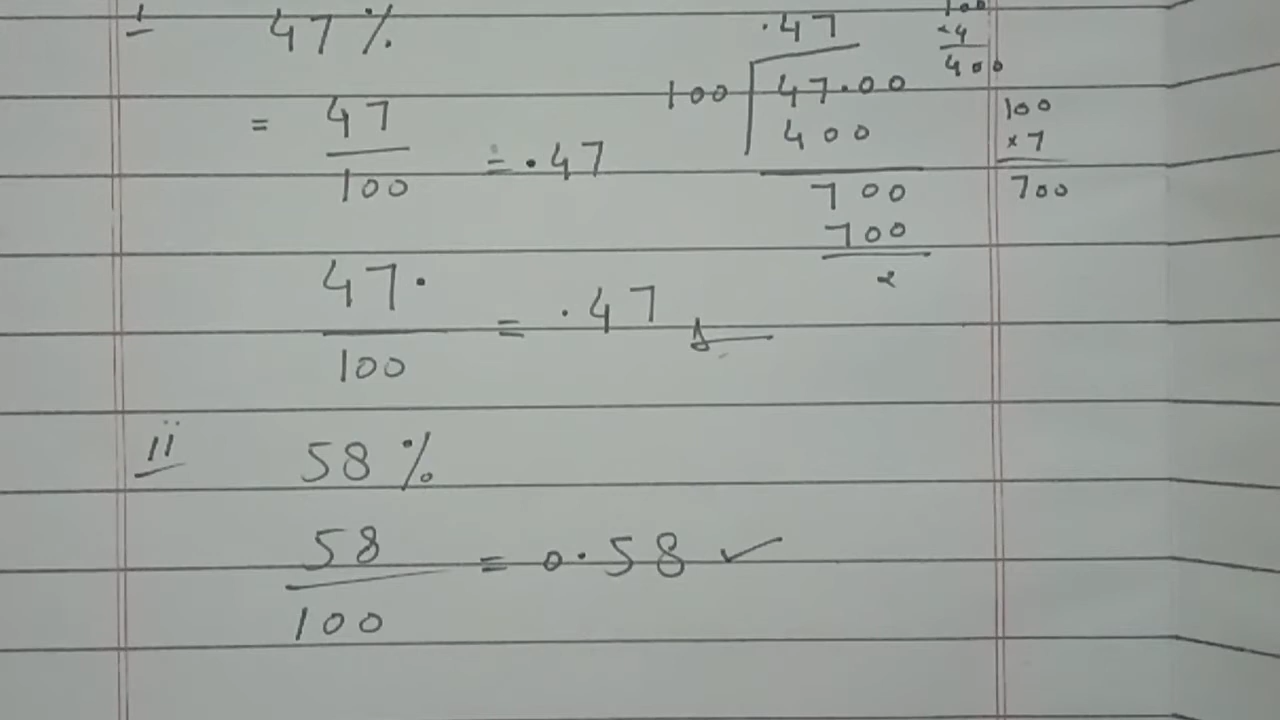 i 47%
= 47/100 = .47
.47
100 47.00
400
700
700
×
100
×4
400
100
×7
700
47./100 = .47
ii 58%
58/100 = 0.58 ✓